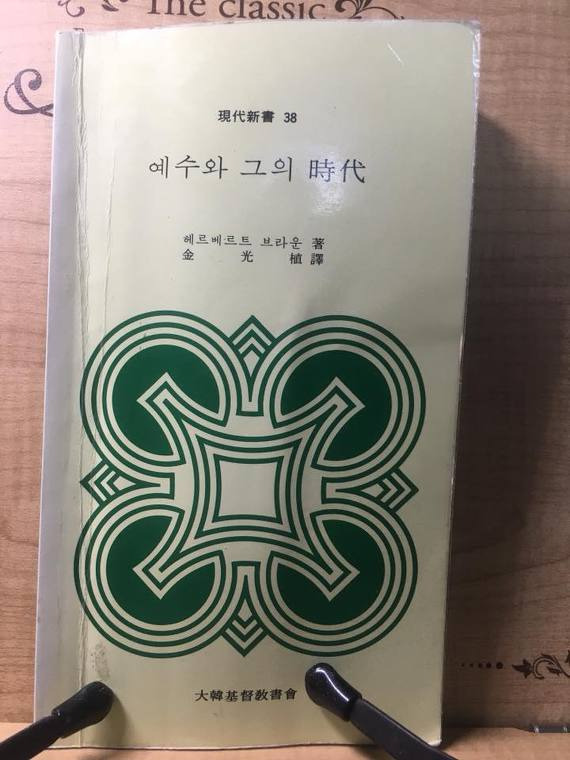 The classic
現代新書 38
예수와 그의 時代
헤르베르트 브라운 著
金 光 植 譯
大韓基督敎書會